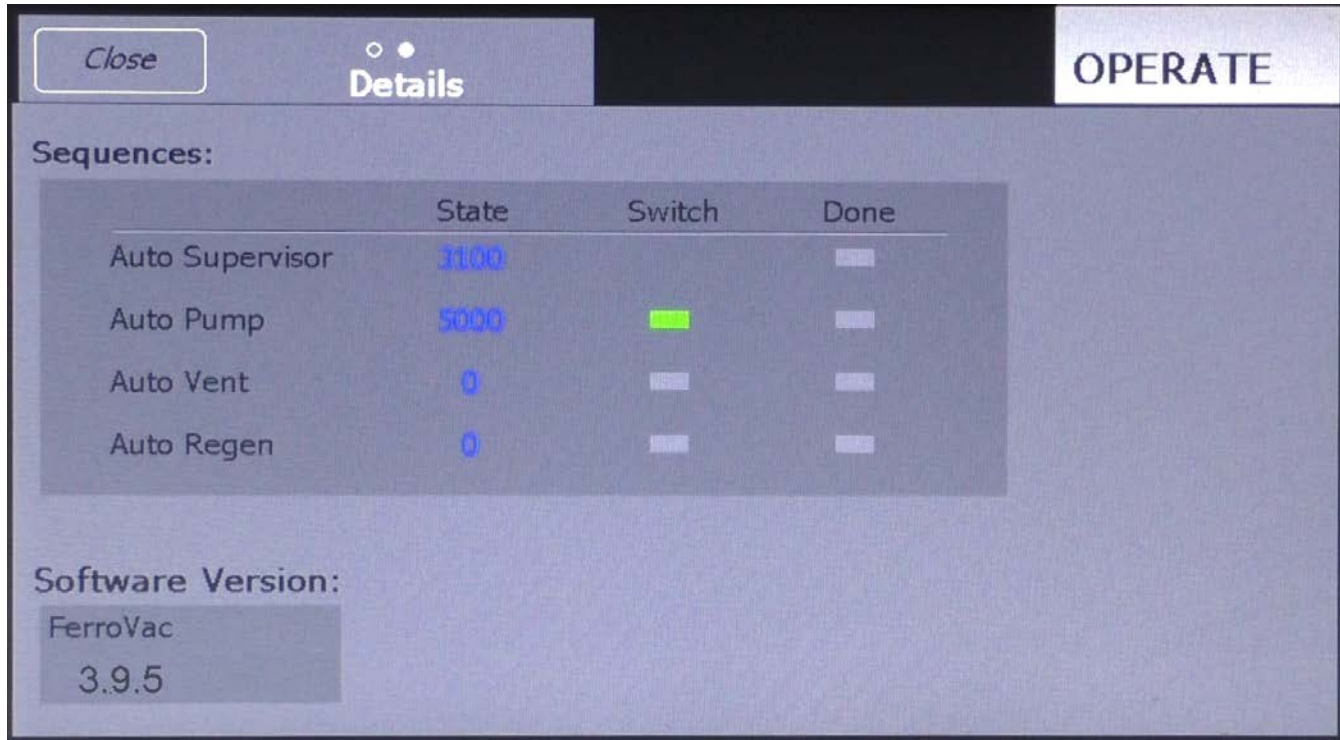 Close
Details
OPERATE
Sequences:
State Switch Done
Auto Supervisor 3100
Auto Pump 5000
Auto Vent 0
Auto Regen 0
Software Version:
FerroVac
3.9.5